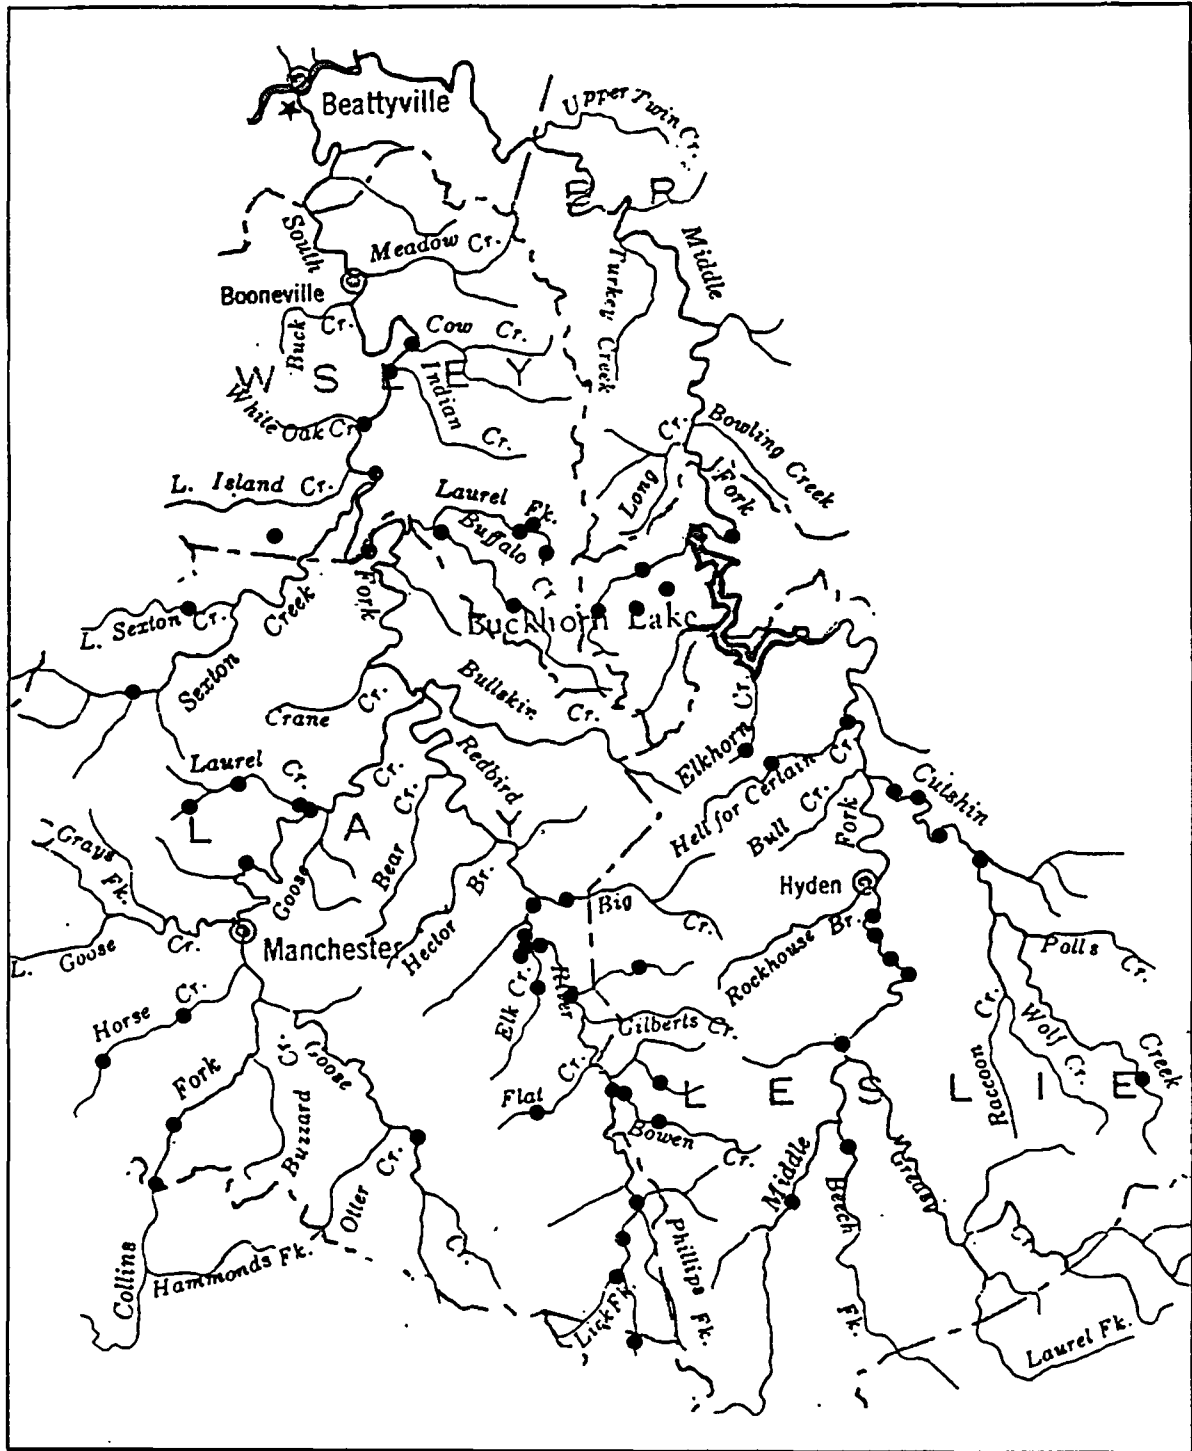 Beattyville
Upper Twin Cr.
E R
South
Meadow Cr.
Middle
Booneville
Turkey Creek
Buck Cr.
Cow Cr.
W S L E Y
Indian Cr.
White Oak Cr
Long Cr.
Bowling Creek
L. Island Cr.
Laurel Fk.
Buffalo Cr
Fork
Fork
L. Sexton Cr.
Sexton Creek
Buckhorn Lake
Crane Cr.
Bullskin Cr.
Elkhorn Cr.
Laurel Cr.
Redbird
Hell for Certain Cr.
Cutshin
L A
Bear Cr.
Bull Cr.
Fork
Grays Fk.
Goose Cr.
Hector Br.
Hyden
Big Cr.
L. Goose Cr.
Manchester
Rockhouse Br.
Polls Cr.
Horse Cr.
Elk Cr.
River
Gilberts Cr.
Raccoon Cr.
Wolf Cr.
Creek
Fork
Goose
Cr.
Flat Cr.
L E S L I E
Buzzard
Bowen Cr.
Otter Cr.
Middle
Beech Fk.
Greasy Cr.
Collins
Hammonds Fk.
Cr.
Phillips Fk.
Lick Fk.
Laurel Fk.